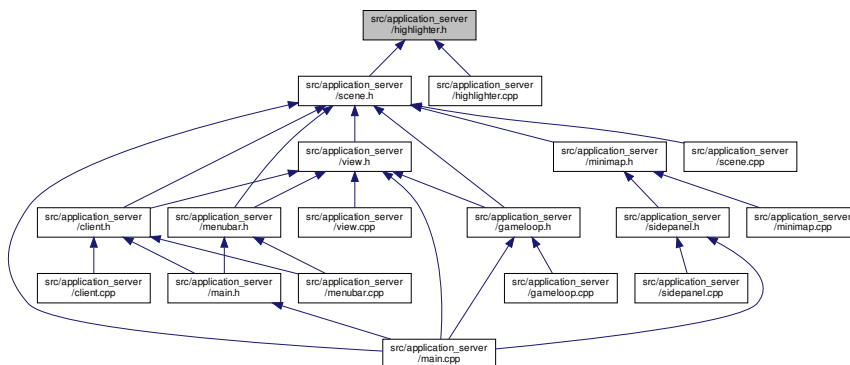 src/application_server
/highlighter.h
src/application_server
/scene.h
src/application_server
/highlighter.cpp
src/application_server
/view.h
src/application_server
/minimap.h
src/application_server
/scene.cpp
src/application_server
/client.h
src/application_server
/menubar.h
src/application_server
/view.cpp
src/application_server
/gameloop.h
src/application_server
/sidepanel.h
src/application_server
/minimap.cpp
src/application_server
/client.cpp
src/application_server
/main.h
src/application_server
/menubar.cpp
src/application_server
/gameloop.cpp
src/application_server
/sidepanel.cpp
src/application_server
/main.cpp